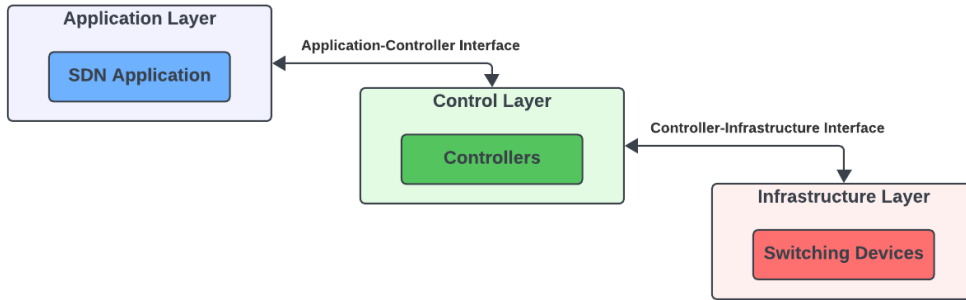 Application Layer
SDN Application
Application-Controller Interface
Control Layer
Controllers
Controller-Infrastructure Interface
Infrastructure Layer
Switching Devices